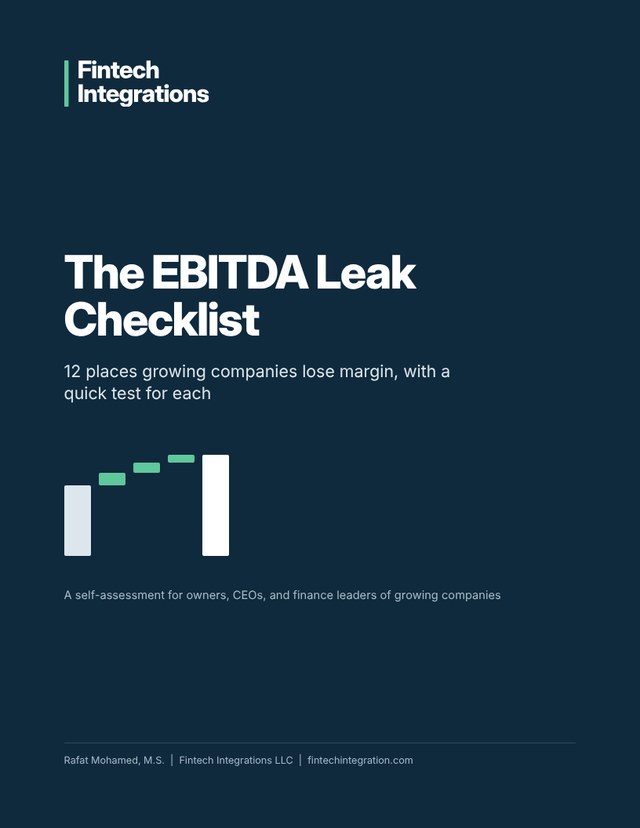 Fintech
Integrations
The EBITDA Leak
Checklist
12 places growing companies lose margin, with a
quick test for each
A self-assessment for owners, CEOs, and finance leaders of growing companies
Rafat Mohamed, M.S. | Fintech Integrations LLC | fintechintegration.com